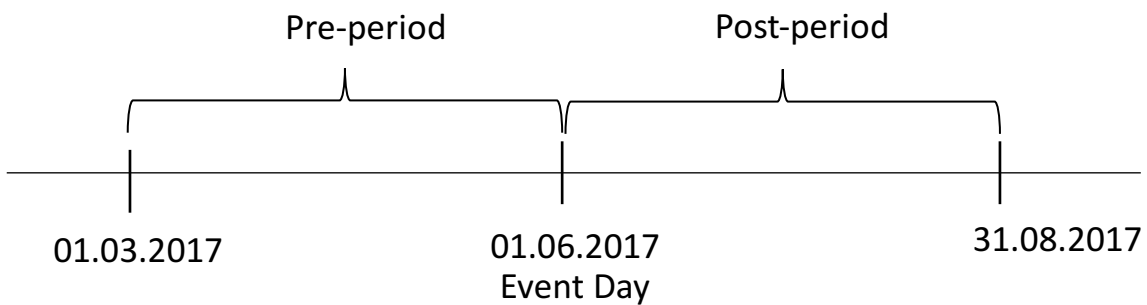 Pre-period
Post-period
01.03.2017
01.06.2017
31.08.2017
Event Day